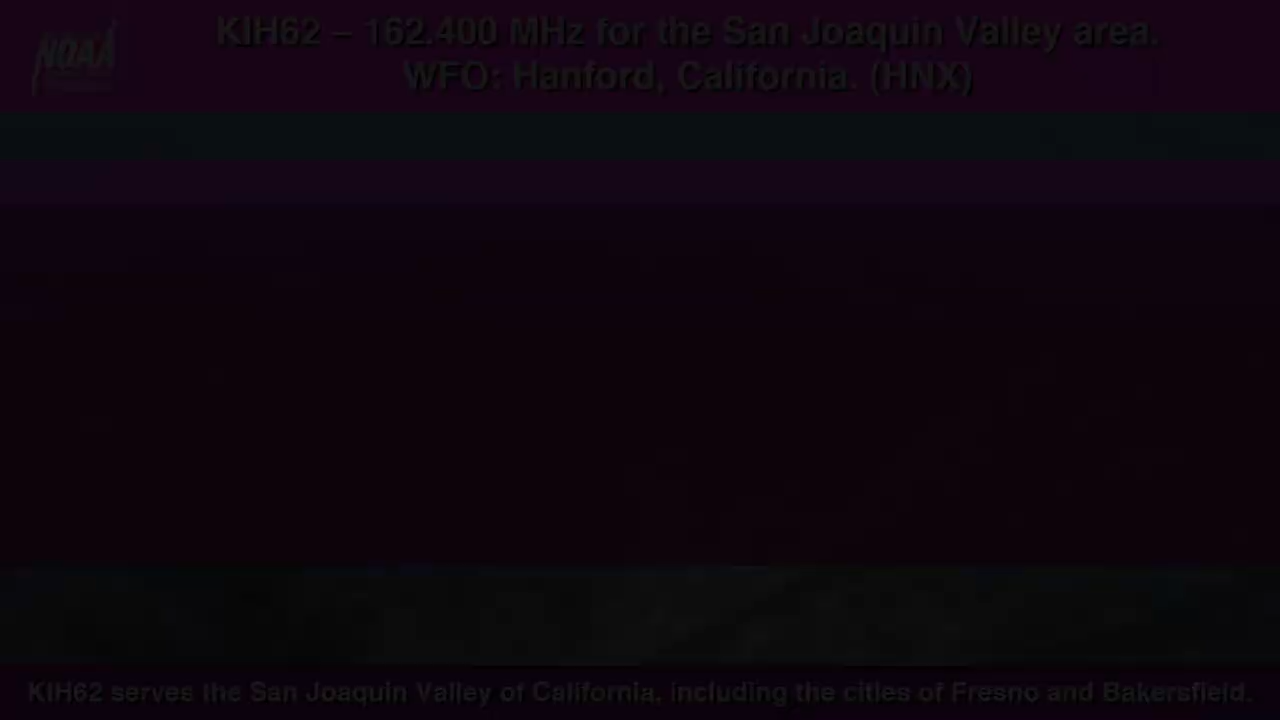 NOAA
KIH62 – 162.400 MHz for the San Joaquin Valley area.
WFO: Hanford, California. (HNX)
KIH62 serves the San Joaquin Valley of California, including the cities of Fresno and Bakersfield.